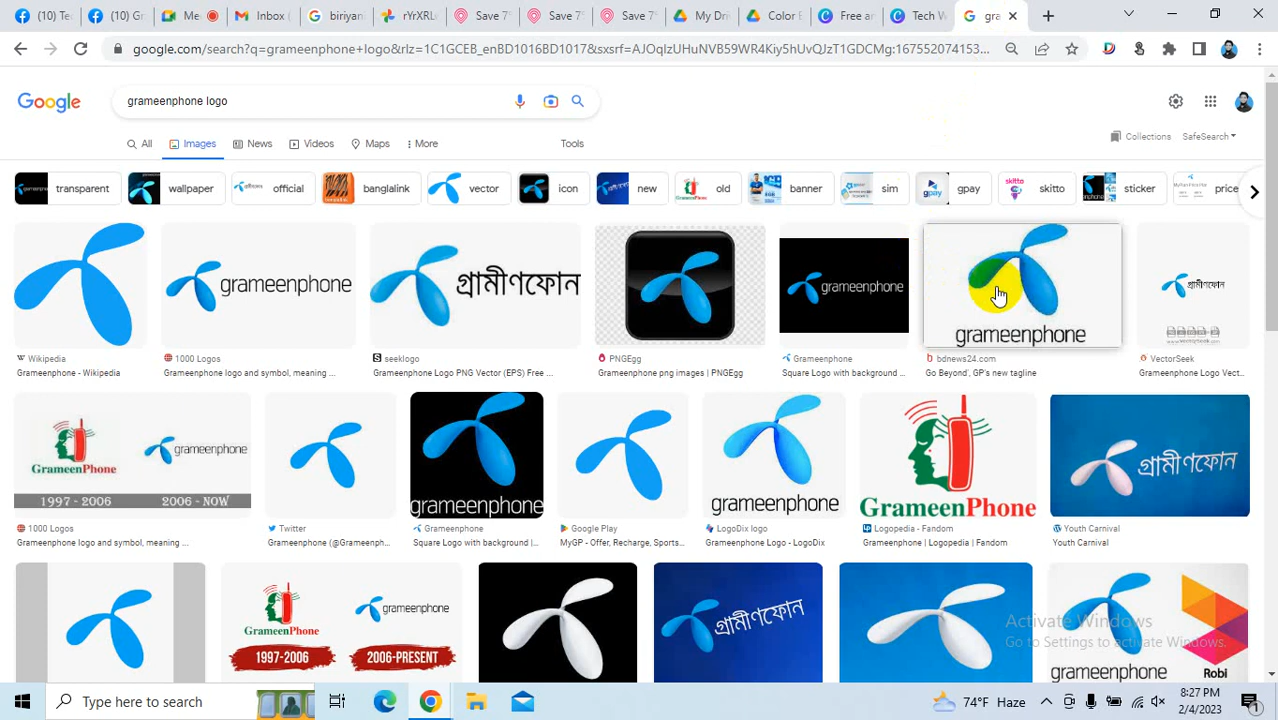 (10) Te
(1) Me
Inbox (
biriyan
rYrXRL
Save 7
Save 7
Save 7
My Dri
Color B
Free ar
Tech W
gra
google.com/search?q=grameenphone+logo&rlz=1C1GCEB_enBD1016BD1017&sxsrf=AJOqlzUHuNVB59WR4Kiy5hUvQJzT1GDCMg:167552074153...
Google
grameenphone logo
All
Images
News
Videos
Maps
More
Tools
Collections
SafeSearch
transparent
wallpaper
official
banglalink
vector
icon
new
old
banner
sim
gpay
skitto
sticker
price
grameenphone
গ্রামীণফোন
grameenphone
grameenphone
গ্রামীণফোন
Wikipedia
Grameenphone - Wikipedia
1000 Logos
Grameenphone logo and symbol, meaning ...
seeklogo
Grameenphone Logo PNG Vector (EPS) Free ...
PNGEgg
Grameenphone png images | PNGEgg
Grameenphone
Square Logo with background ...
bdnews24.com
Go Beyond', GP's new tagline
VectorSeek
Grameenphone Logo Vect...
GRAMEENPHONE
grameenphone
1997 - 2006
2006 - NOW
grameenphone
grameenphone
GRAMEENPHONE
গ্রামীণফোন
1000 Logos
Grameenphone logo and symbol, meaning ...
Twitter
Grameenphone (@Grameenph...
Grameenphone
Square Logo with background |...
Google Play
MyGP - Offer, Recharge, Sports...
LogoDix logo
Grameenphone Logo - LogoDix
Logopedia - Fandom
Grameenphone | Logopedia | Fandom
Youth Carnival
Youth Carnival
GRAMEENPHONE
1997-2006
grameenphone
2006-PRESENT
গ্রামীণফোন
grameenphone
Robi
Activate Windows
Go to Settings to activate Windows.
Type here to search
74°F Haze
8:27 PM
2/4/2023
1